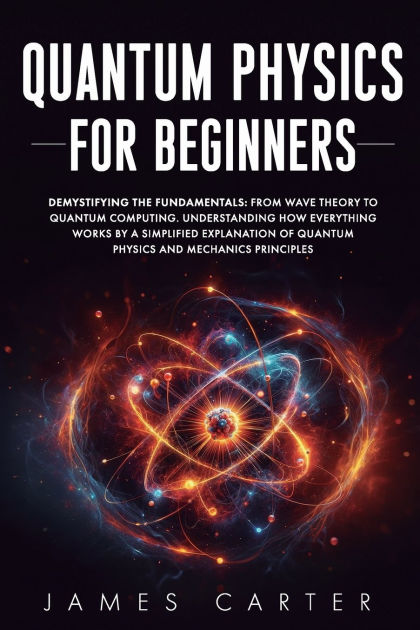 QUANTUM PHYSICS
FOR BEGINNERS
DEMYSTIFYING THE FUNDAMENTALS: FROM WAVE THEORY TO
QUANTUM COMPUTING. UNDERSTANDING HOW EVERYTHING
WORKS BY A SIMPLIFIED EXPLANATION OF QUANTUM
PHYSICS AND MECHANICS PRINCIPLES
JAMES CARTER